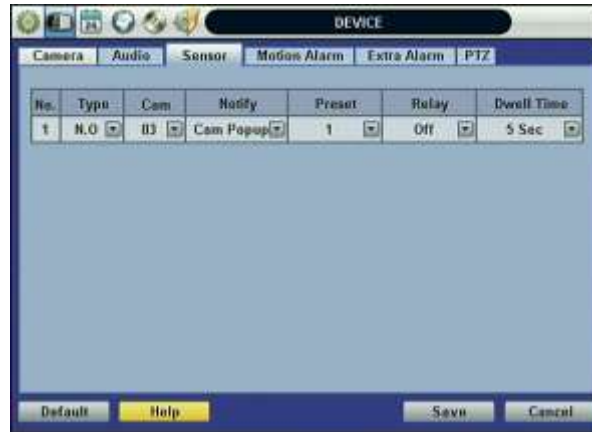 DEVICE
Camera Audio Sensor Motion Alarm Extra Alarm PTZ
No. Type Cam Notify Preset Relay Dwell Time
1 N.O 03 Cam Popup 1 Off 5 Sec
Default Help Save Cancel